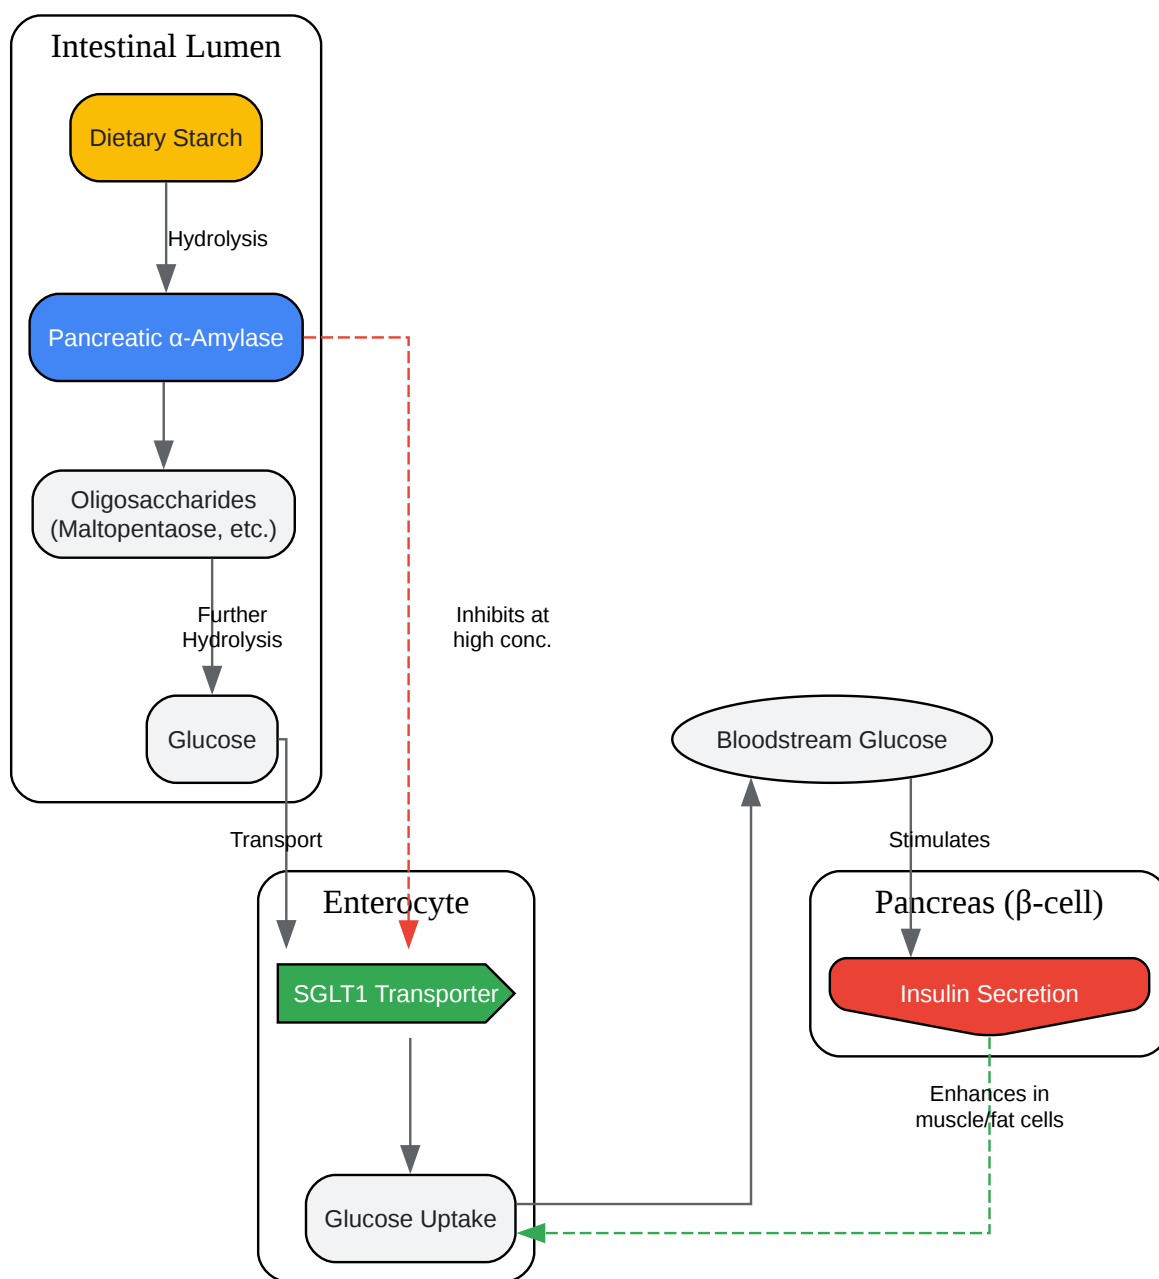 Intestinal Lumen
Dietary Starch
Hydrolysis
Pancreatic α-Amylase
Oligosaccharides
(Maltopentaose, etc.)
Further
Hydrolysis
Inhibits at
high conc.
Glucose
Bloodstream Glucose
Transport
Stimulates
Enterocyte
Pancreas (β-cell)
SGLT1 Transporter
Insulin Secretion
Enhances in
muscle/fat cells
Glucose Uptake